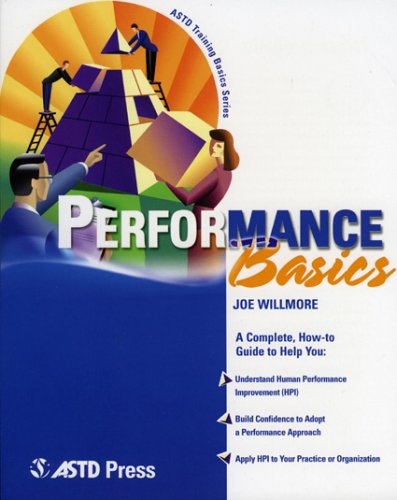 ASTD Training Basics Series
PERFORMANCE
Basics
JOE WILLMORE
A Complete, How-to
Guide to Help You:
Understand Human Performance
Improvement (HPI)
Build Confidence to Adopt
a Performance Approach
Apply HPI to Your Practice or Organization
ASTD Press